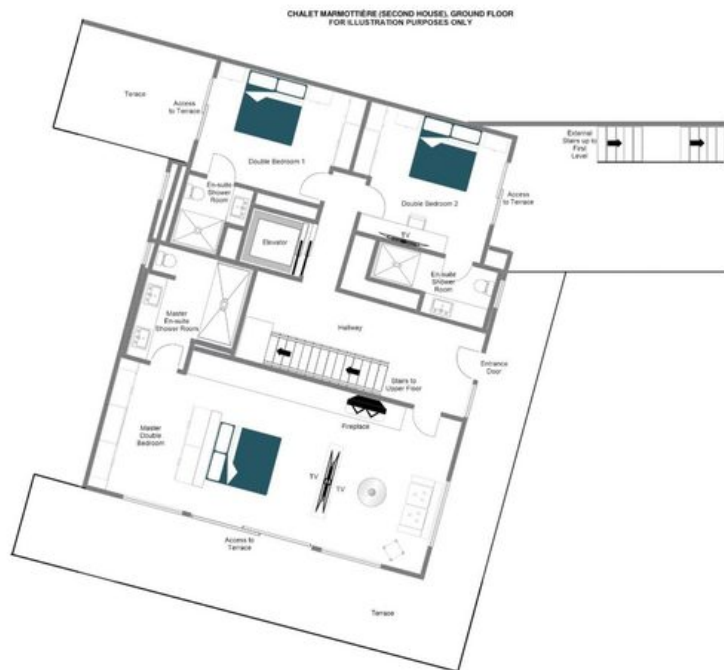 CHALET MARMOTTIÈRE (SECOND HOUSE), GROUND FLOOR
FOR ILLUSTRATION PURPOSES ONLY
Terace
Access
to Terrace
Double Bedroom 1
External
Stairs up to
First
Level
En-suite
Shower
Room
Double Bedroom 2
Access
to Terrace
TV
Elevator
En-suite
Shower
Room
Master
En-suite
Shower Room
Hallway
Entrance
Door
Stairs to
Upper Floor
Fireplace
Master
Double
Bedroom
TV
TV
Access to
Terrace
Terrace